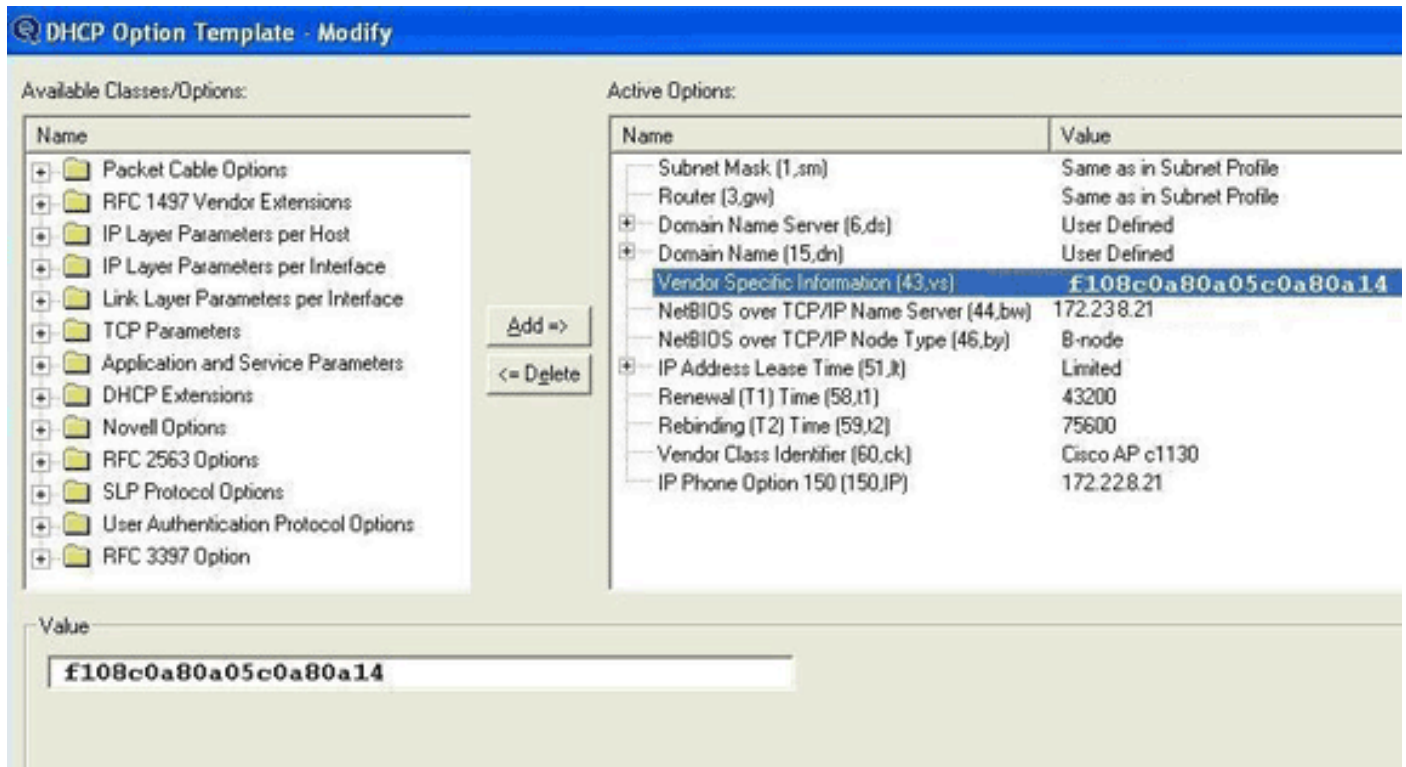 DHCP Option Template - Modify
Available Classes/Options:
Name
Packet Cable Options
RFC 1497 Vendor Extensions
IP Layer Parameters per Host
IP Layer Parameters per Interface
Link Layer Parameters per Interface
TCP Parameters
Application and Service Parameters
DHCP Extensions
Novell Options
RFC 2563 Options
SLP Protocol Options
User Authentication Protocol Options
RFC 3397 Option
Add =>
<= Delete
Active Options:
Name Value
Subnet Mask (1,sm) Same as in Subnet Profile
Router (3,gw) Same as in Subnet Profile
Domain Name Server (6,ds) User Defined
Domain Name (15,dn) User Defined
Vendor Specific Information (43,vs) f108c0a80a05c0a80a14
NetBIOS over TCP/IP Name Server (44,bw) 172.238.21
NetBIOS over TCP/IP Node Type (46,by) B-node
IP Address Lease Time (51,lt) Limited
Renewal (T1) Time (58,t1) 43200
Rebinding (T2) Time (59,t2) 75600
Vendor Class Identifier (60,ck) Cisco AP c1130
IP Phone Option 150 (150,IP) 172.22.8.21
Value
f108c0a80a05c0a80a14